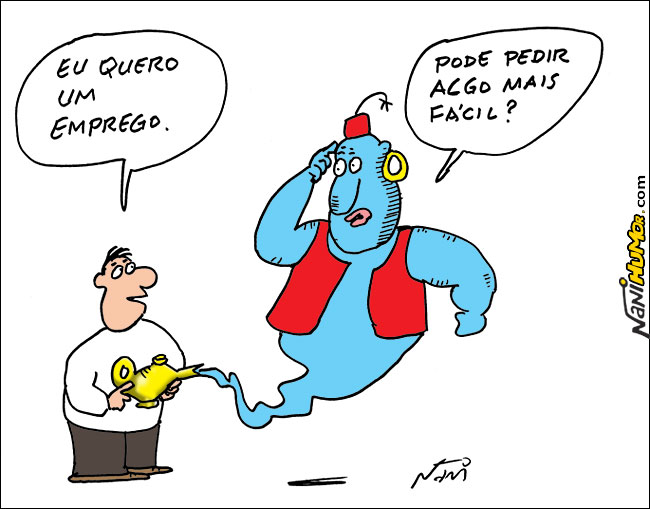 EU QUERO
UM
EMPREGO.
PODE PEDIR
ALGO MAIS
FÁCIL?
NANiHUMOR.com
NANi